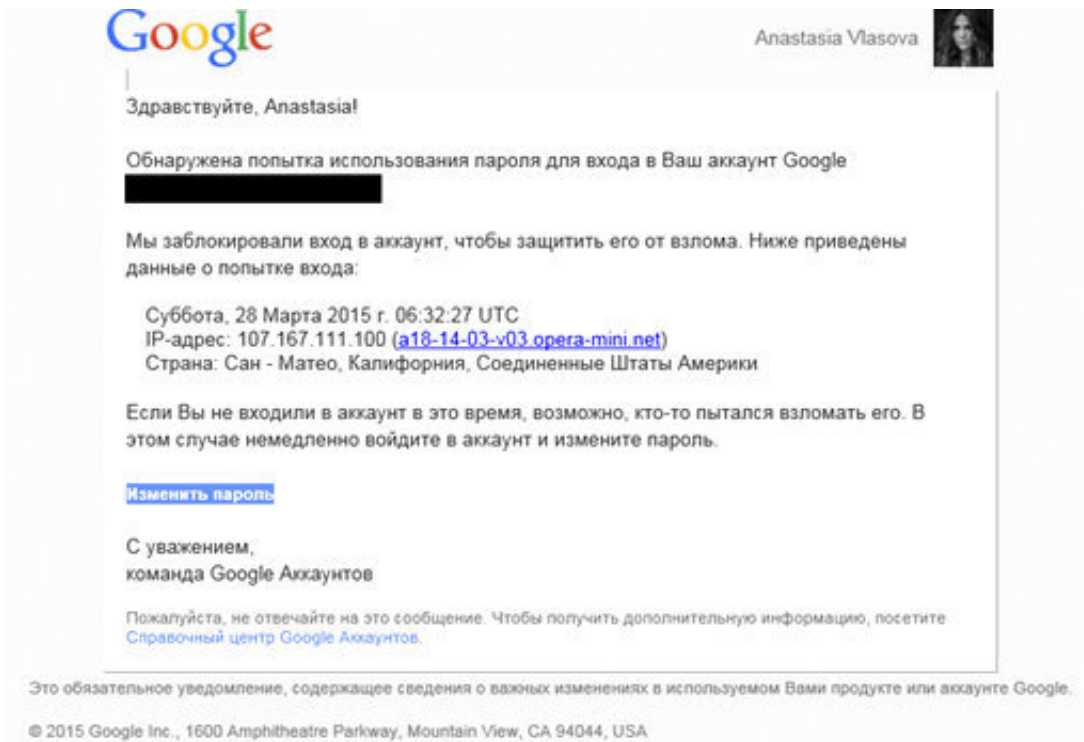 Google
Anastasia Vlasova
Здравствуйте, Anastasia!
Обнаружена попытка использования пароля для входа в Ваш аккаунт Google
Мы заблокировали вход в аккаунт, чтобы защитить его от взлома. Ниже приведены
данные о попытке входа:
Суббота, 28 Марта 2015 г. 06:32:27 UTC
IP-адрес: 107.167.111.100 (a18-14-03-v03.opera-mini.net)
Страна: Сан - Матео, Калифорния, Соединенные Штаты Америки
Если Вы не входили в аккаунт в это время, возможно, кто-то пытался взломать его. В
этом случае немедленно войдите в аккаунт и измените пароль.
Изменить пароль
С уважением,
команда Google Аккаунтов
Пожалуйста, не отвечайте на это сообщение. Чтобы получить дополнительную информацию, посетите
Справочный центр Google Аккаунтов.
Это обязательное уведомление, содержащее сведения о важных изменениях в используемом Вами продукте или аккаунте Google.
© 2015 Google Inc., 1600 Amphitheatre Parkway, Mountain View, CA 94044, USA